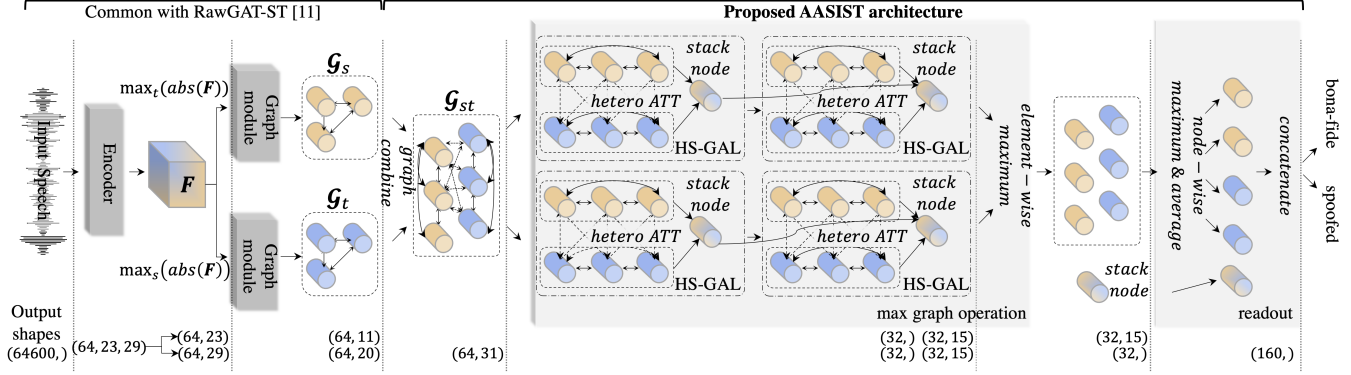 Common with RawGAT-ST [11]
Proposed AASIST architecture
Input Speech
Encoder
F
max_t(abs(F))
max_s(abs(F))
Graph module
Graph module
𝒢_s
𝒢_t
graph combine
𝒢_st
stack node
hetero ATT
HS-GAL
stack node
hetero ATT
HS-GAL
stack node
hetero ATT
HS-GAL
stack node
hetero ATT
HS-GAL
max graph operation
element − wise maximum
stack node
node − wise maximum & average
readout
concatenate
bona-fide
spoofed
Output shapes
(64600, )
(64, 23, 29)
(64, 23)
(64, 29)
(64, 11)
(64, 20)
(64, 31)
(32, ) (32, 15)
(32, ) (32, 15)
(32, 15)
(32, )
(160, )